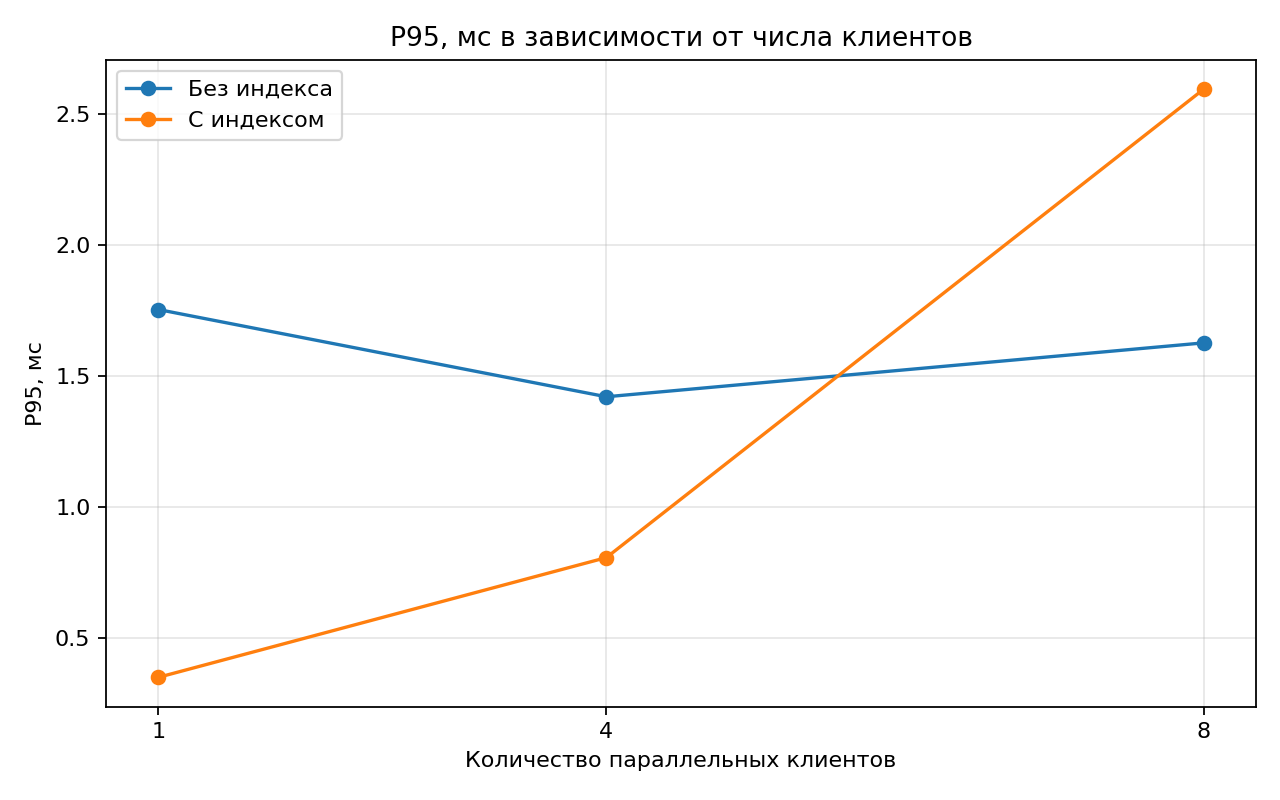 P95, мс в зависимости от числа клиентов
Без индекса
С индексом
P95, мс
2.5
2.0
1.5
1.0
0.5
1
4
8
Количество параллельных клиентов